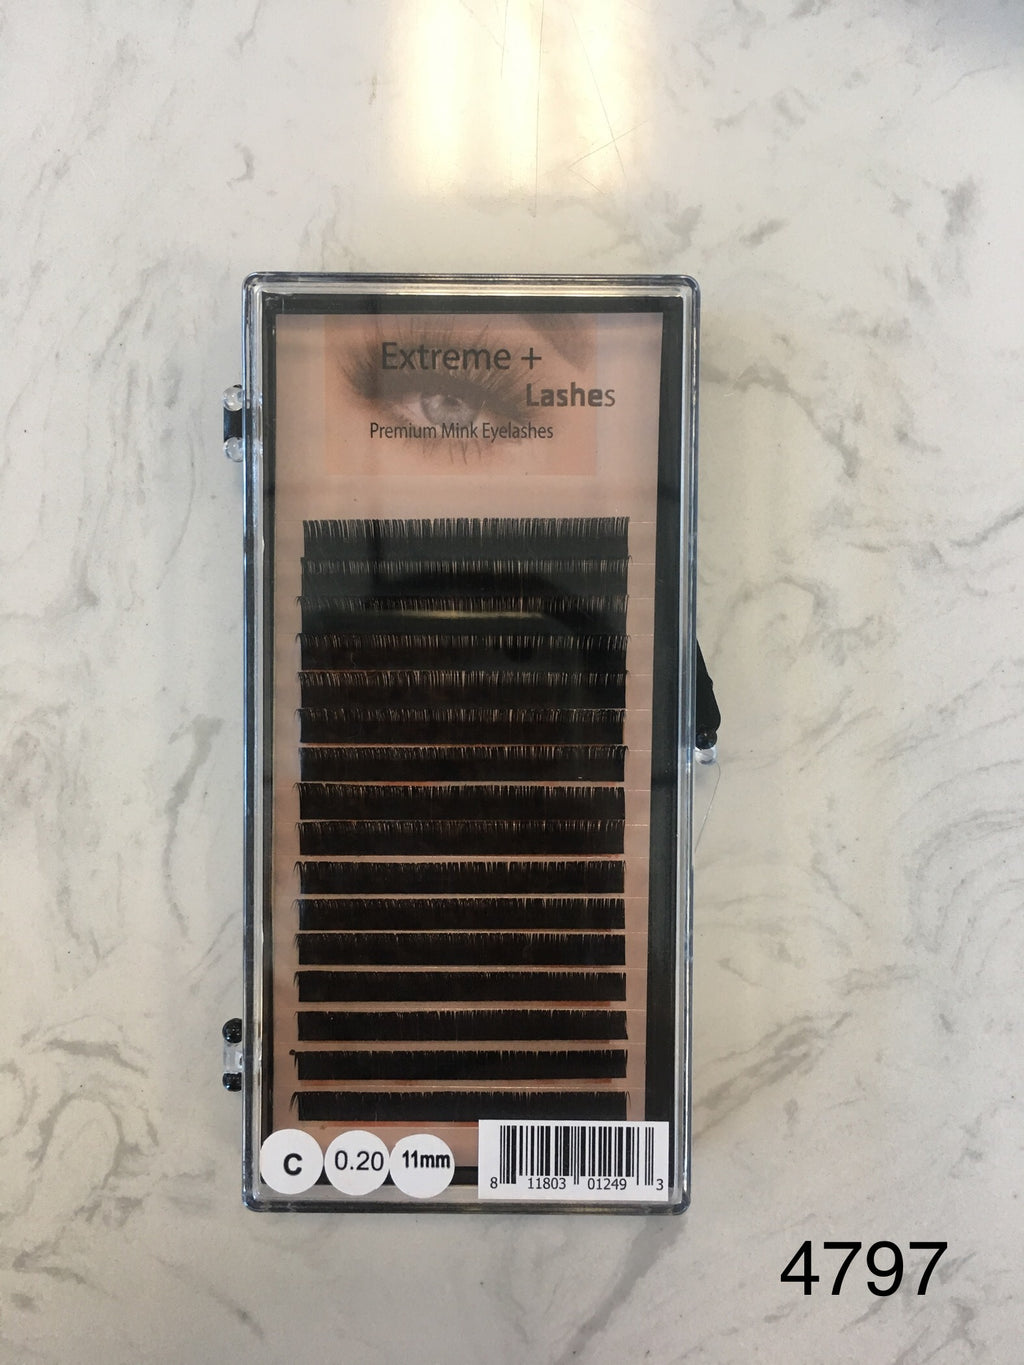 Extreme +
Lashes
Premium Mink Eyelashes
C 0.20 11mm
8 11803 01249 3
4797